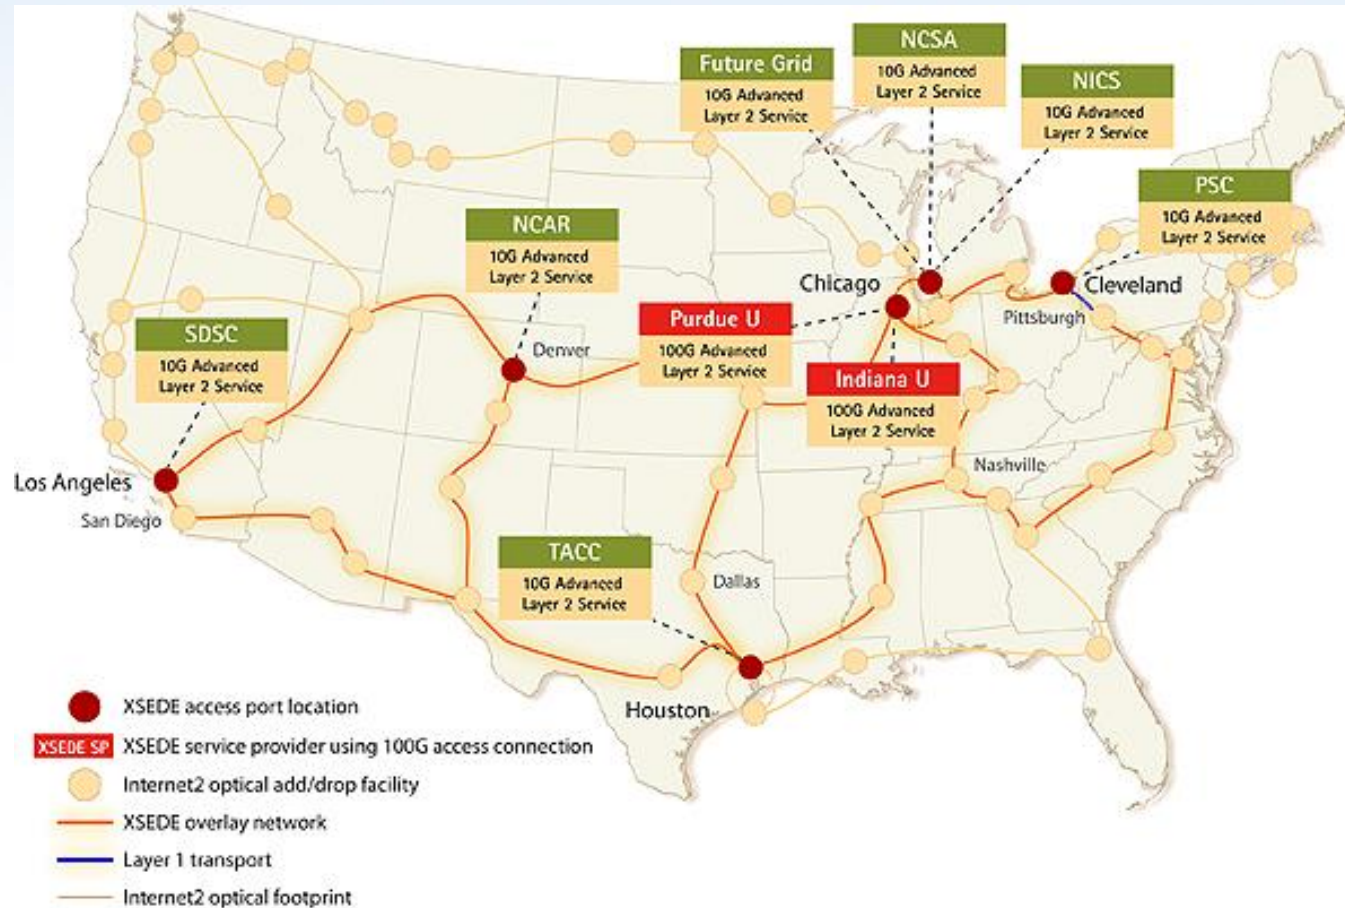 NCSA
10G Advanced
Layer 2 Service
Future Grid
10G Advanced
Layer 2 Service
NICS
10G Advanced
Layer 2 Service
PSC
10G Advanced
Layer 2 Service
NCAR
10G Advanced
Layer 2 Service
Chicago
Cleveland
Pittsburgh
Purdue U
100G Advanced
Layer 2 Service
SDSC
10G Advanced
Layer 2 Service
Denver
Indiana U
100G Advanced
Layer 2 Service
Nashville
Los Angeles
San Diego
TACC
10G Advanced
Layer 2 Service
Dallas
Houston
XSEDE access port location
XSEDE SP XSEDE service provider using 100G access connection
Internet2 optical add/drop facility
XSEDE overlay network
Layer 1 transport
Internet2 optical footprint